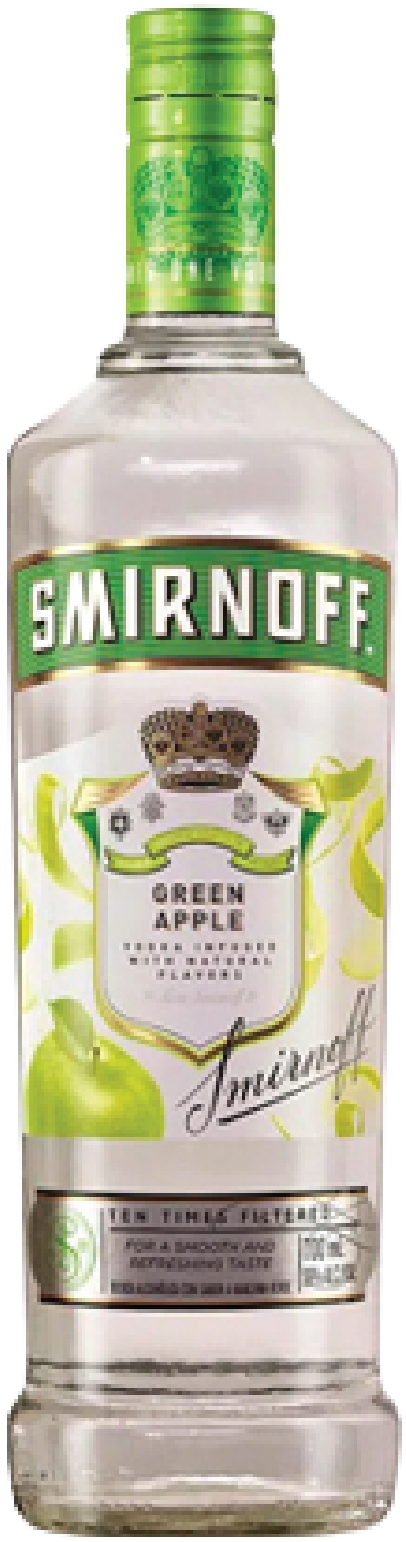 SMIRNOFF.
GREEN
APPLE
VODKA INFUSED
WITH NATURAL
FLAVORS
Smirnoff
TEN TIMES FILTERED
FOR A SMOOTH AND
REFRESHING TASTE
700 mL